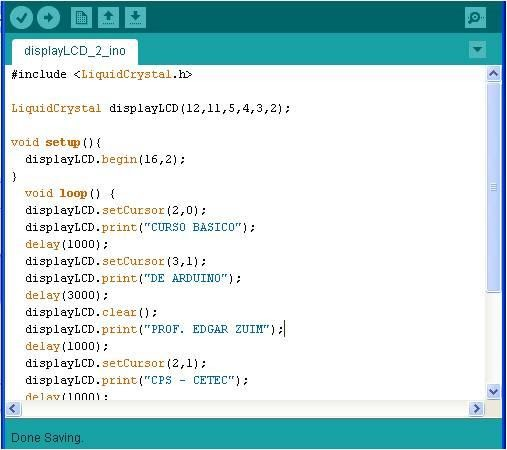 displayLCD_2_ino
#include <LiquidCrystal.h>
LiquidCrystal displayLCD(12,11,5,4,3,2);
void setup(){
displayLCD.begin(16,2);
}
void loop() {
displayLCD.setCursor(2,0);
displayLCD.print("CURSO BASICO");
delay(1000);
displayLCD.setCursor(3,1);
displayLCD.print("DE ARDUINO");
delay(3000);
displayLCD.clear();
displayLCD.print("PROF. EDGAR ZUIM");
delay(1000);
displayLCD.setCursor(2,1);
displayLCD.print("CPS - CETEC");
delay(1000);
Done Saving.